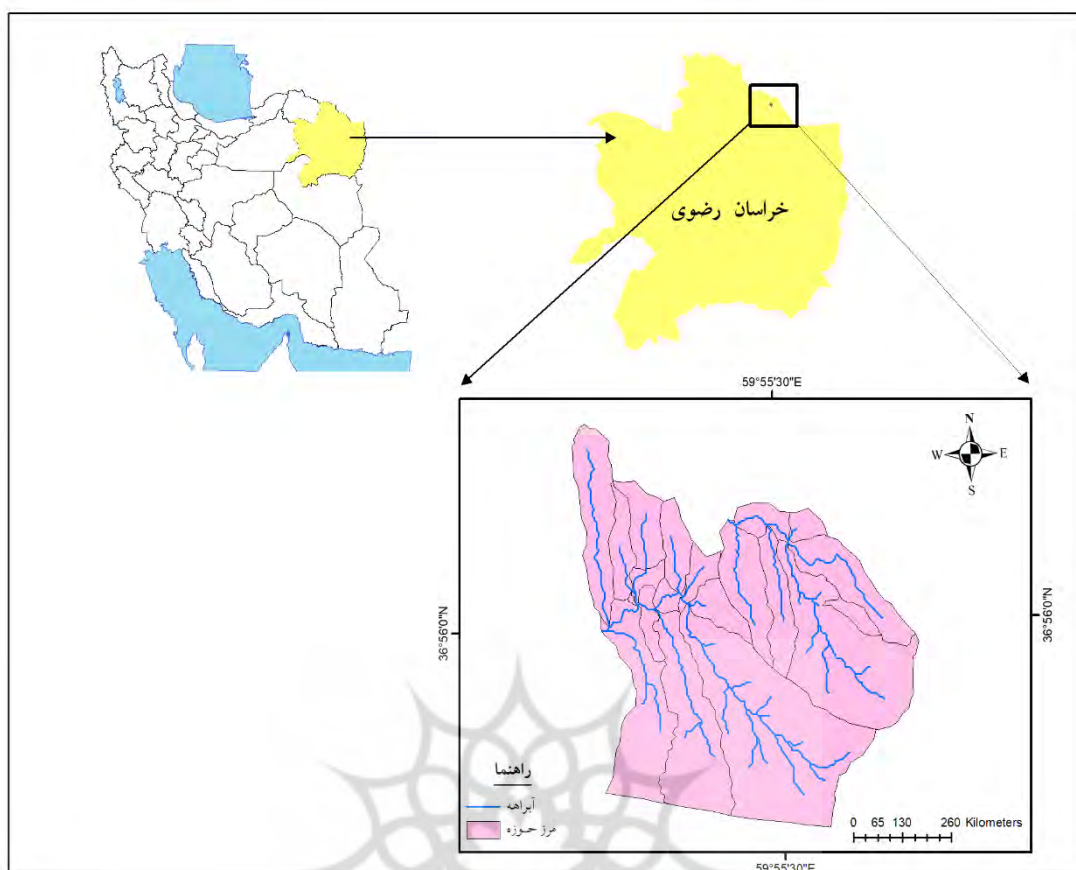 خراسان رضوی
59°55'30"E
N
W
E
S
36°56'0"N
36°56'0"N
راهنما
آبراهه
مرز حوزه
0 65 130 260 Kilometers
59°55'30"E